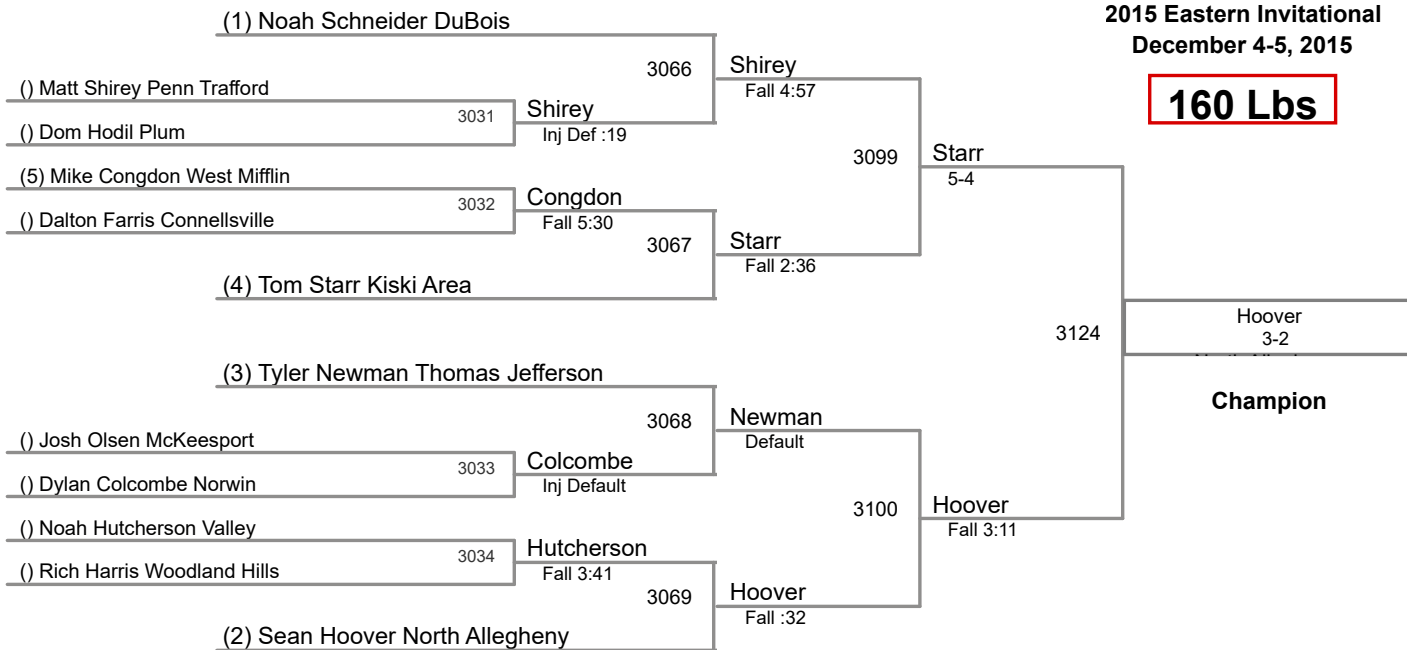 (1) Noah Schneider DuBois
2015 Eastern Invitational
December 4-5, 2015
160 Lbs
3066
Shirey
Fall 4:57
() Matt Shirey Penn Trafford
3031
Shirey
Inj Def :19
() Dom Hodil Plum
3099
Starr
5-4
(5) Mike Congdon West Mifflin
3032
Congdon
Fall 5:30
() Dalton Farris Connellsville
3067
Starr
Fall 2:36
(4) Tom Starr Kiski Area
3124
Hoover
3-2
Champion
(3) Tyler Newman Thomas Jefferson
3068
Newman
Default
() Josh Olsen McKeesport
3033
Colcombe
Inj Default
() Dylan Colcombe Norwin
3100
Hoover
Fall 3:11
() Noah Hutcherson Valley
3034
Hutcherson
Fall 3:41
() Rich Harris Woodland Hills
3069
Hoover
Fall :32
(2) Sean Hoover North Allegheny